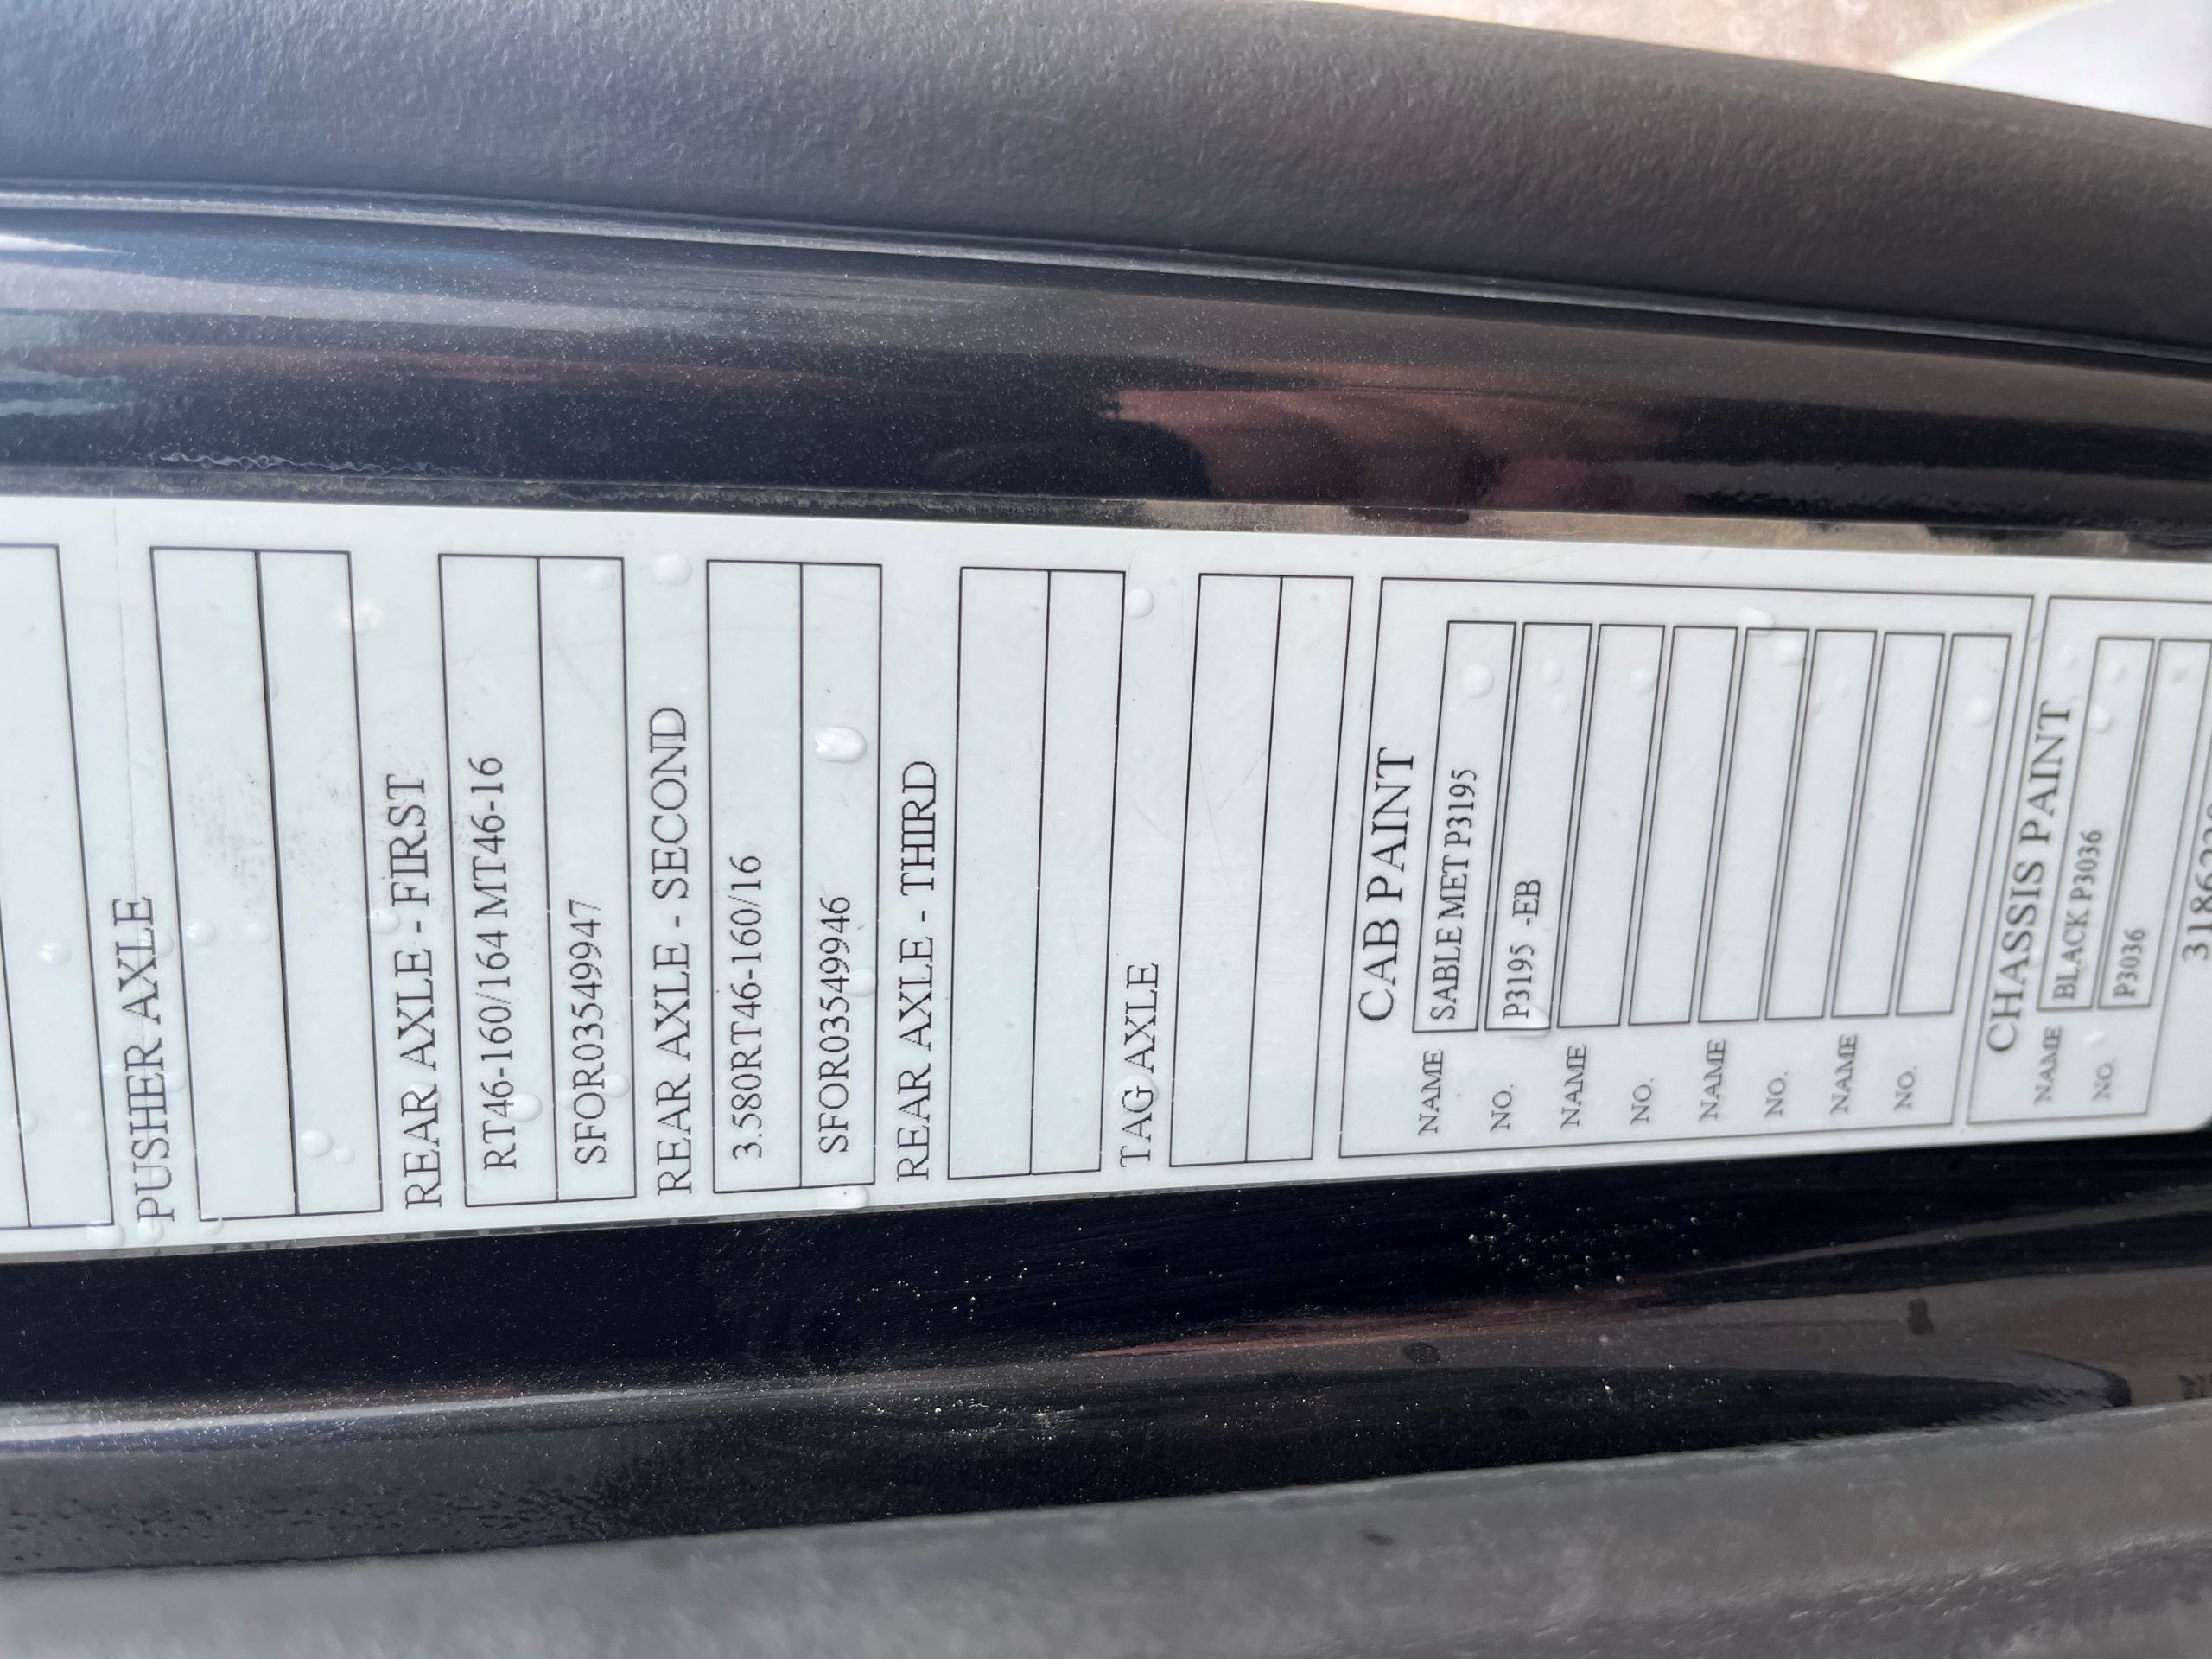 PUSHER AXLE
REAR AXLE - FIRST
RT46-160/164 MT46-16
SFOR03549947
REAR AXLE - SECOND
3.580RT46-160/16
SFOR03549946
REAR AXLE - THIRD
TAG AXLE
CAB PAINT
NAME SABLE MET P3195
NO. P3195 -EB
NAME
NO.
NAME
NO.
NAME
NO.
CHASSIS PAINT
NAME BLACK P3036
NO. P3036